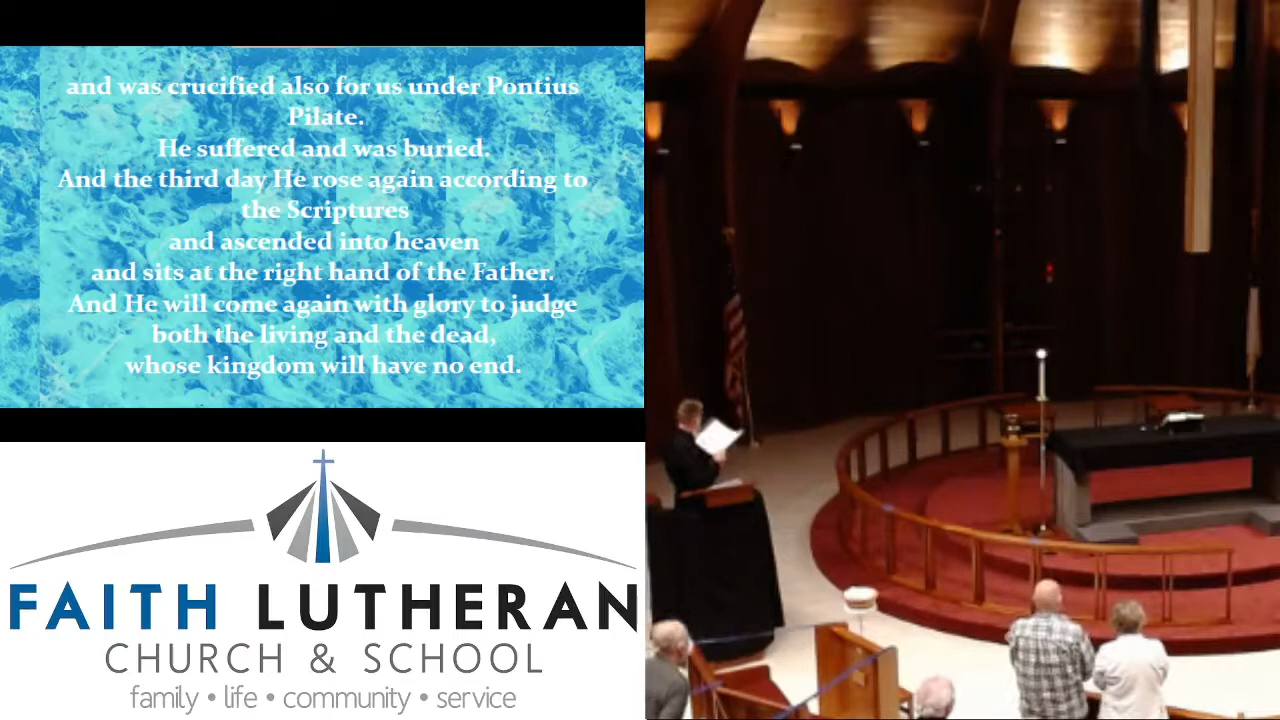 and was crucified also for us under Pontius
Pilate.
He suffered and was buried.
And the third day He rose again according to
the Scriptures
and ascended into heaven
and sits at the right hand of the Father.
And He will come again with glory to judge
both the living and the dead,
whose kingdom will have no end.
FAITH LUTHERAN
CHURCH & SCHOOL
family • life • community • service